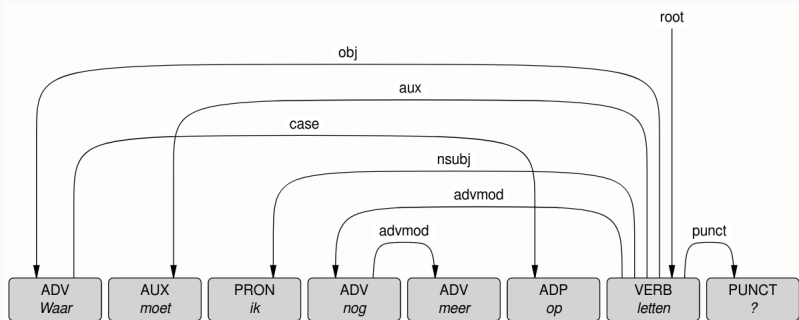 root
obj
aux
case
nsubj
advmod
advmod punct
ADV AUX PRON ADV ADV ADP VERB PUNCT
Waar moet ik nog meer op letten ?